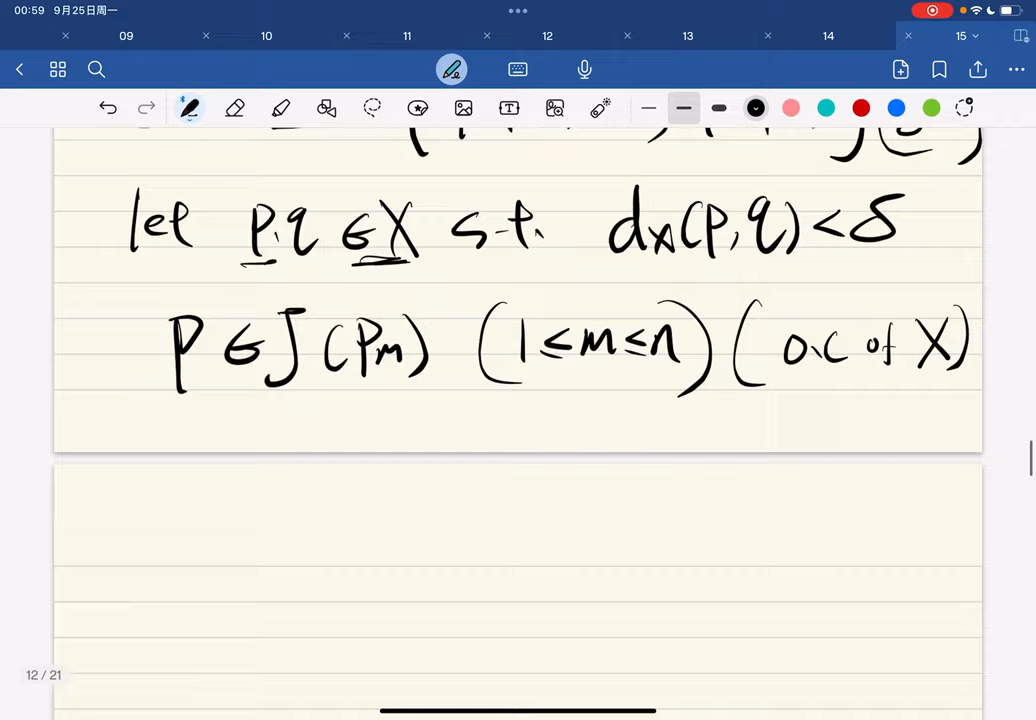 00:59 9月25日周一
09 10 11 12 13 14 15
let p,q ∈ X s.t. dx(p,q) < δ
p ∈ J(pm) (1 ≤ m ≤ n) (o.c of X)
12 / 21